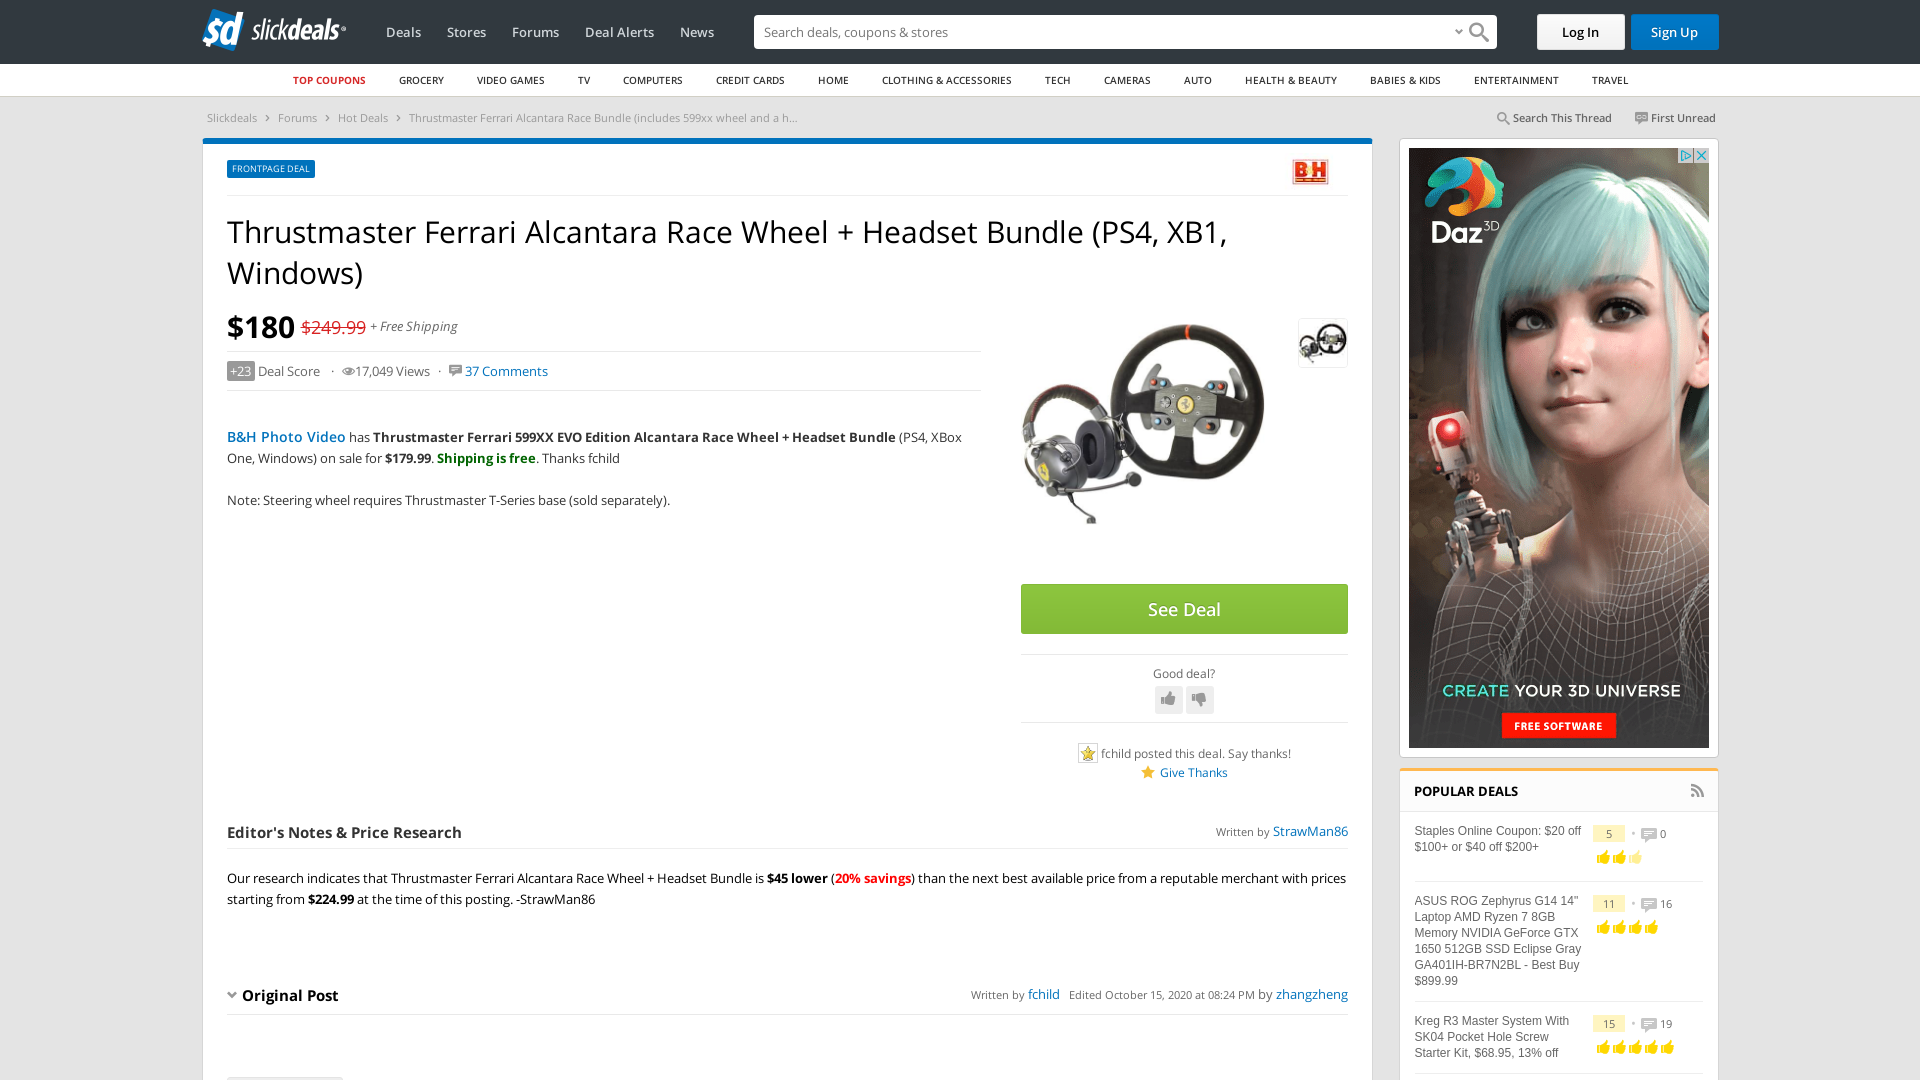 slickdeals
Deals
Stores
Forums
Deal Alerts
News
Search deals, coupons & stores
Log In
Sign Up
TOP COUPONS
GROCERY
VIDEO GAMES
TV
COMPUTERS
CREDIT CARDS
HOME
CLOTHING & ACCESSORIES
TECH
CAMERAS
AUTO
HEALTH & BEAUTY
BABIES & KIDS
ENTERTAINMENT
TRAVEL
Slickdeals › Forums › Hot Deals › Thrustmaster Ferrari Alcantara Race Wheel + Headset Bundle (includes 599xx wheel and a h...
Search This Thread
First Unread
FRONTPAGE DEAL
B&H
Thrustmaster Ferrari Alcantara Race Wheel + Headset Bundle (PS4, XB1,
Windows)
$180 $249.99 + Free Shipping
+23 Deal Score · 17,049 Views · 37 Comments
B&H Photo Video has Thrustmaster Ferrari 599XX EVO Edition Alcantara Race Wheel + Headset Bundle (PS4, XBox
One, Windows) on sale for $179.99. Shipping is free. Thanks fchild
Note: Steering wheel requires Thrustmaster T-Series base (sold separately).
See Deal
Good deal?
fchild posted this deal. Say thanks!
Give Thanks
Editor's Notes & Price Research
Written by StrawMan86
Our research indicates that Thrustmaster Ferrari Alcantara Race Wheel + Headset Bundle is $45 lower (20% savings) than the next best available price from a reputable merchant with prices
starting from $224.99 at the time of this posting. -StrawMan86
Original Post
Written by fchild Edited October 15, 2020 at 08:24 PM by zhangzheng
Daz 3D
CREATE YOUR 3D UNIVERSE
FREE SOFTWARE
POPULAR DEALS
Staples Online Coupon: $20 off
$100+ or $40 off $200+
5 • 0
ASUS ROG Zephyrus G14 14"
Laptop AMD Ryzen 7 8GB
Memory NVIDIA GeForce GTX
1650 512GB SSD Eclipse Gray
GA401IH-BR7N2BL - Best Buy
$899.99
11 • 16
Kreg R3 Master System With
SK04 Pocket Hole Screw
Starter Kit, $68.95, 13% off
15 • 19